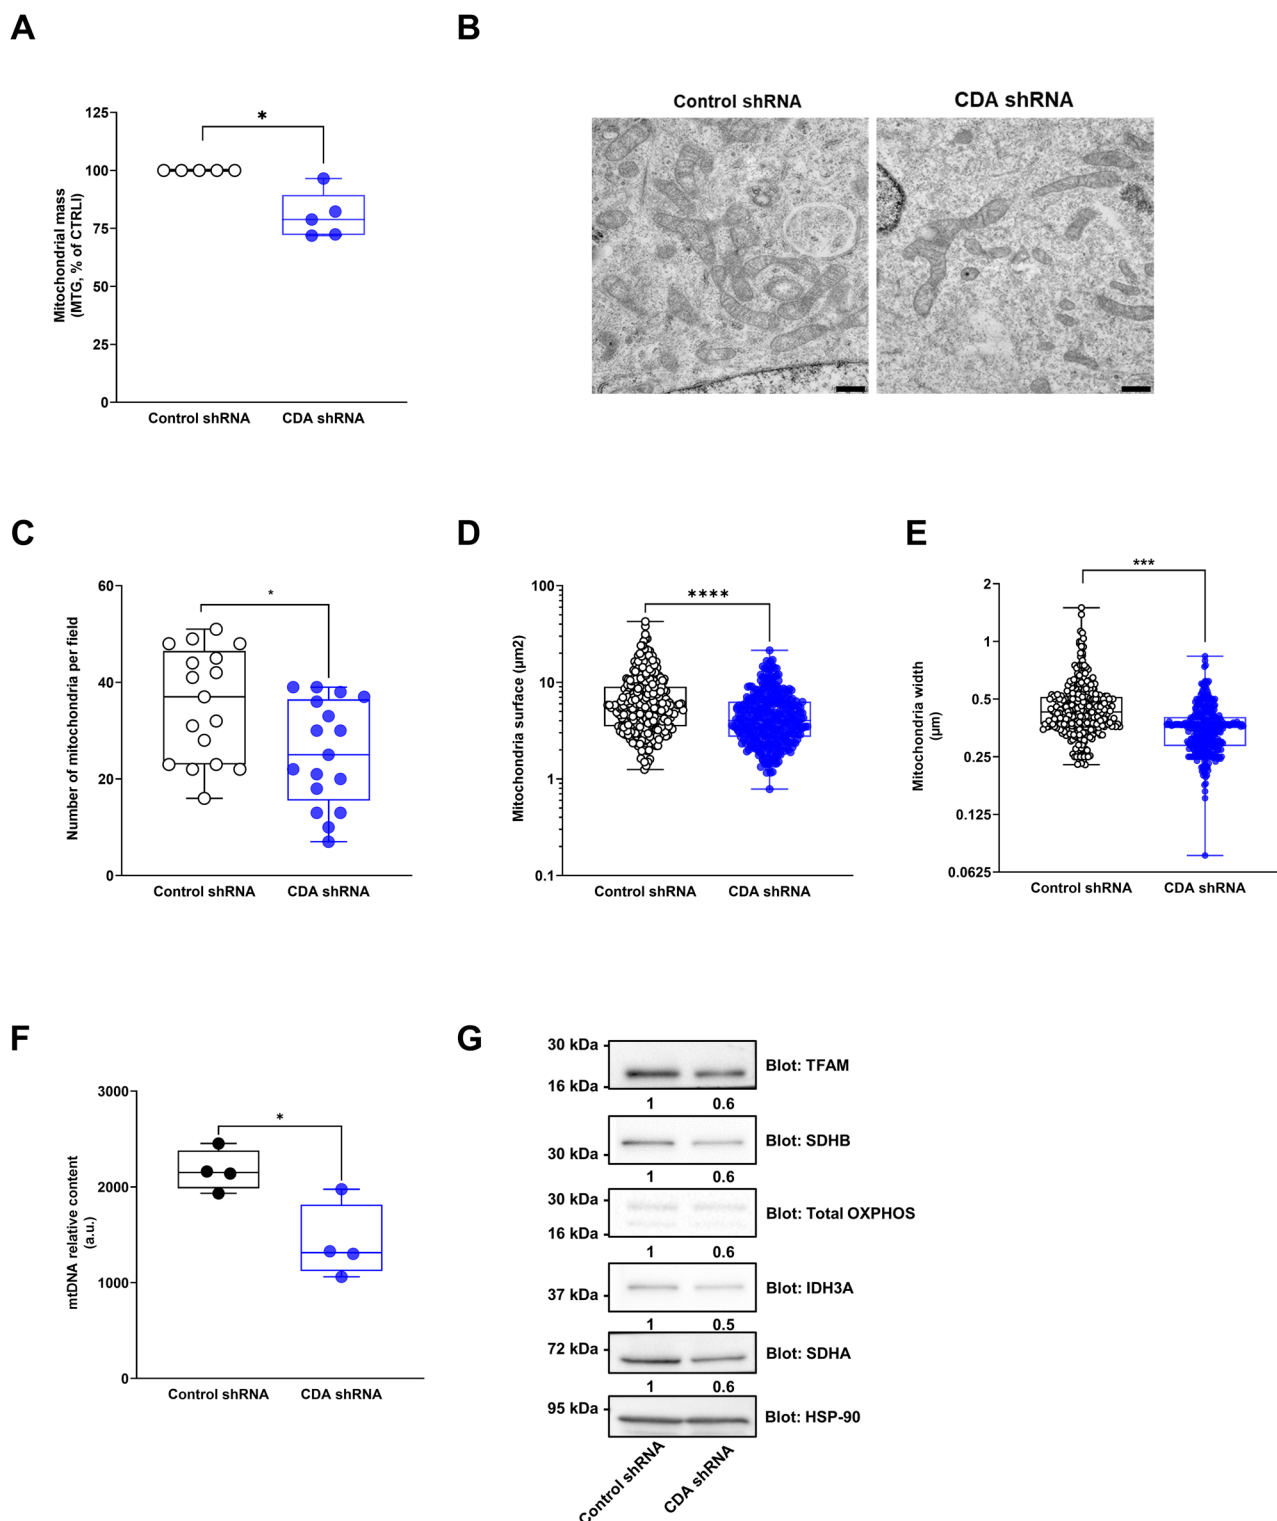 A
B
Control shRNA
CDA shRNA
125
100
75
50
25
0
Mitochondrial mass
(MTG, % of CTRLI)
*
Control shRNA
CDA shRNA
C
D
E
60
40
20
0
Number of mitochondria per field
*
Control shRNA
CDA shRNA
100
10
1
0.1
Mitochondria surface (µm2)
****
Control shRNA
CDA shRNA
2
1
0.5
0.25
0.125
0.0625
Mitochondria width
(µm)
***
Control shRNA
CDA shRNA
F
G
3000
2000
1000
0
mtDNA relative content
(a.u.)
*
Control shRNA
CDA shRNA
30 kDa
16 kDa
Blot: TFAM
1 0.6
30 kDa
Blot: SDHB
1 0.6
30 kDa
16 kDa
Blot: Total OXPHOS
1 0.6
37 kDa
Blot: IDH3A
1 0.5
72 kDa
Blot: SDHA
1 0.6
95 kDa
Blot: HSP-90
Control shRNA
CDA shRNA